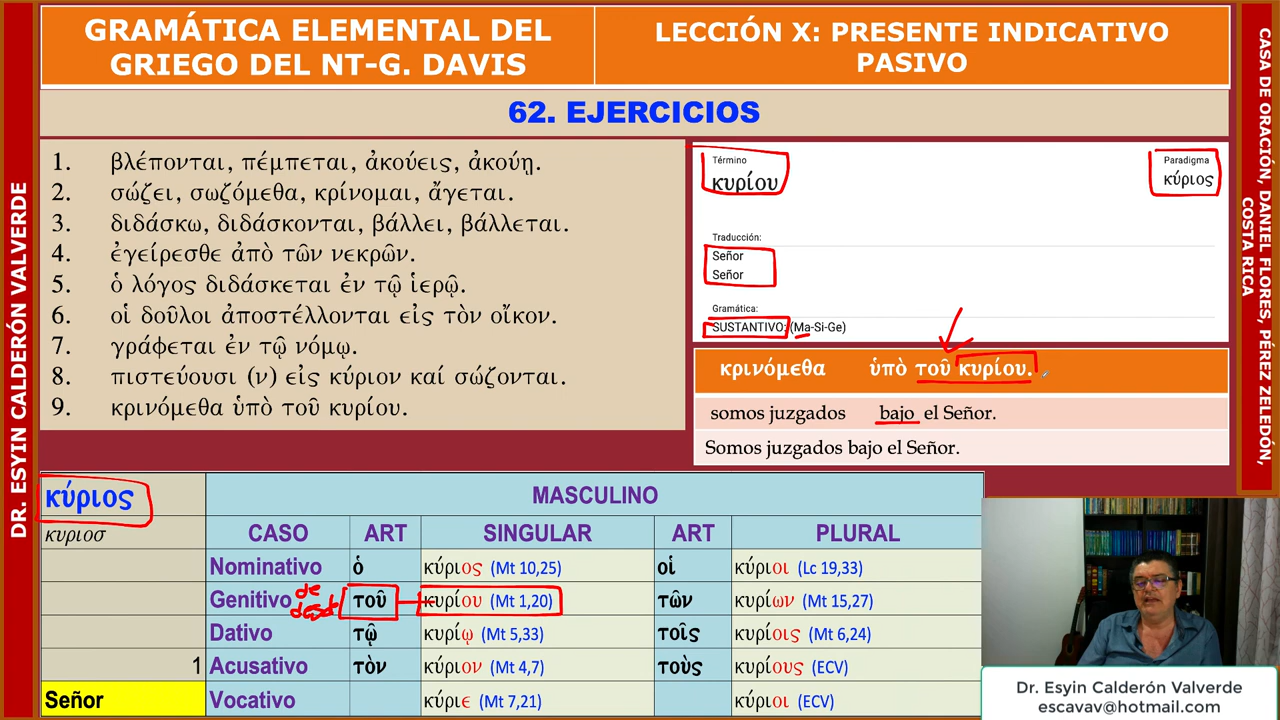 GRAMÁTICA ELEMENTAL DEL
GRIEGO DEL NT-G. DAVIS
LECCIÓN X: PRESENTE INDICATIVO
PASIVO
62. EJERCICIOS
1. βλέπονται, πέμπεται, ἀκούεις, ἀκούῃ.
2. σώζει, σωζόμεθα, κρίνομαι, ἄγεται.
3. διδάσκω, διδάσκονται, βάλλει, βάλλεται.
4. ἐγείρεσθε ἀπὸ τῶν νεκρῶν.
5. ὁ λόγος διδάσκεται ἐν τῷ ἱερῷ.
6. οἱ δοῦλοι ἀποστέλλονται εἰς τὸν οἶκον.
7. γράφεται ἐν τῷ νόμῳ.
8. πιστεύουσι (ν) εἰς κύριον καί σώζονται.
9. κρινόμεθα ὑπὸ τοῦ κυρίου.
Término
κυρίου
Paradigma
κύριος
Traducción:
Señor
Señor
Gramática:
SUSTANTIVO: (Ma-Si-Ge)
κρινόμεθα ὑπὸ τοῦ κυρίου.
somos juzgados bajo el Señor.
Somos juzgados bajo el Señor.
κύριος MASCULINO
κυριοσ CASO ART SINGULAR ART PLURAL
Nominativo ὁ κύριος (Mt 10,25) οἱ κύριοι (Lc 19,33)
Genitivo de desde τοῦ κυρίου (Mt 1,20) τῶν κυρίων (Mt 15,27)
Dativo τῷ κυρίῳ (Mt 5,33) τοῖς κυρίοις (Mt 6,24)
1 Acusativo τὸν κύριον (Mt 4,7) τοὺς κυρίους (ECV)
Señor Vocativo κύριε (Mt 7,21) κύριοι (ECV)
DR. ESYIN CALDERÓN VALVERDE
CASA DE ORACIÓN, DANIEL FLORES, PÉREZ ZELEDÓN,
COSTA RICA
Dr. Esyin Calderón Valverde
escavav@hotmail.com